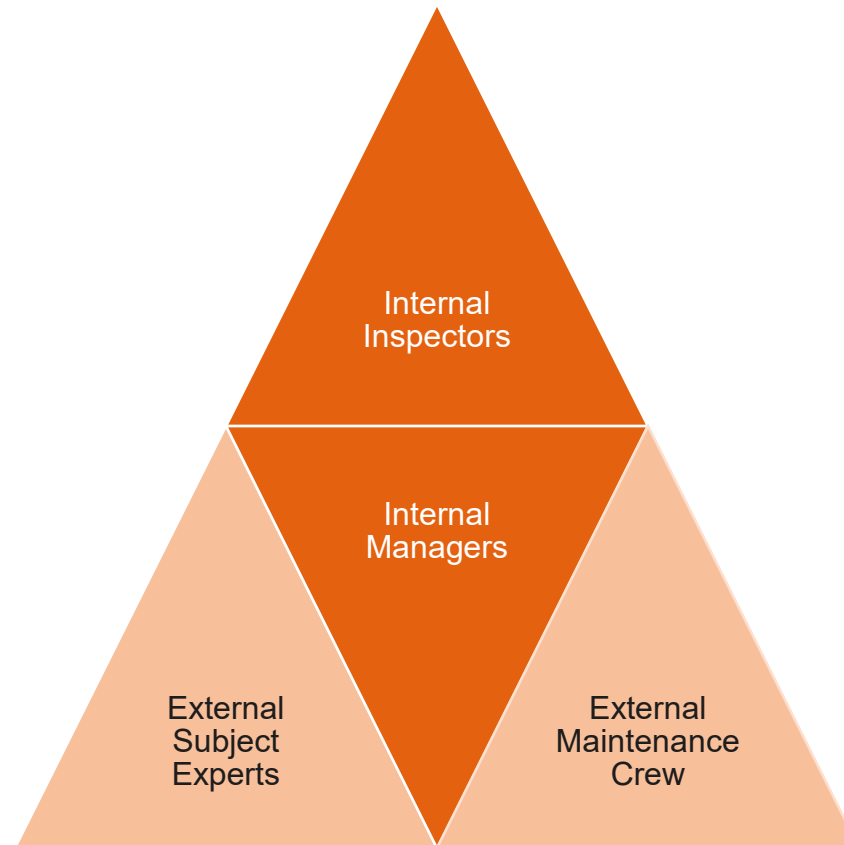 Internal
Inspectors
Internal
Managers
External
Subject
Experts
External
Maintenance
Crew